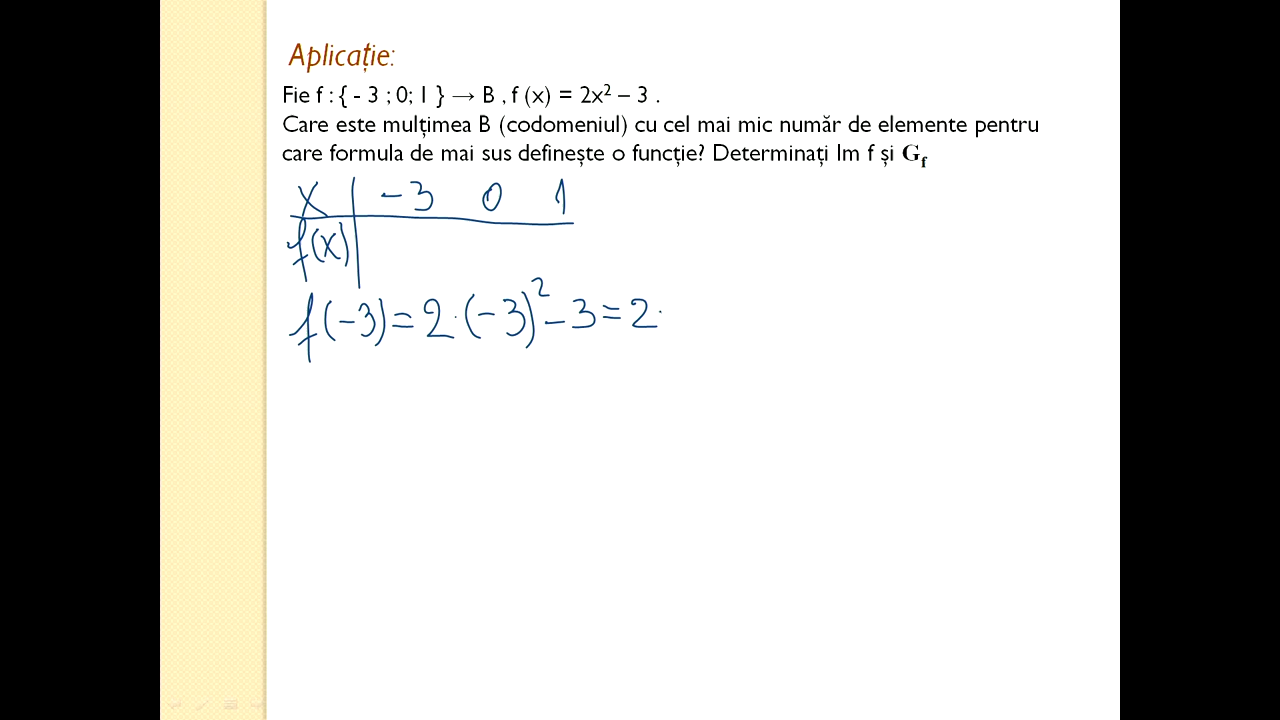 Aplicație:
Fie f : { - 3 ; 0; 1 } → B , f (x) = 2x² – 3 .
Care este mulțimea B (codomeniul) cu cel mai mic număr de elemente pentru
care formula de mai sus definește o funcție? Determinați Im f și G_f
x | -3 0 1
f(x) |
f(-3) = 2·(-3)² - 3 = 2·